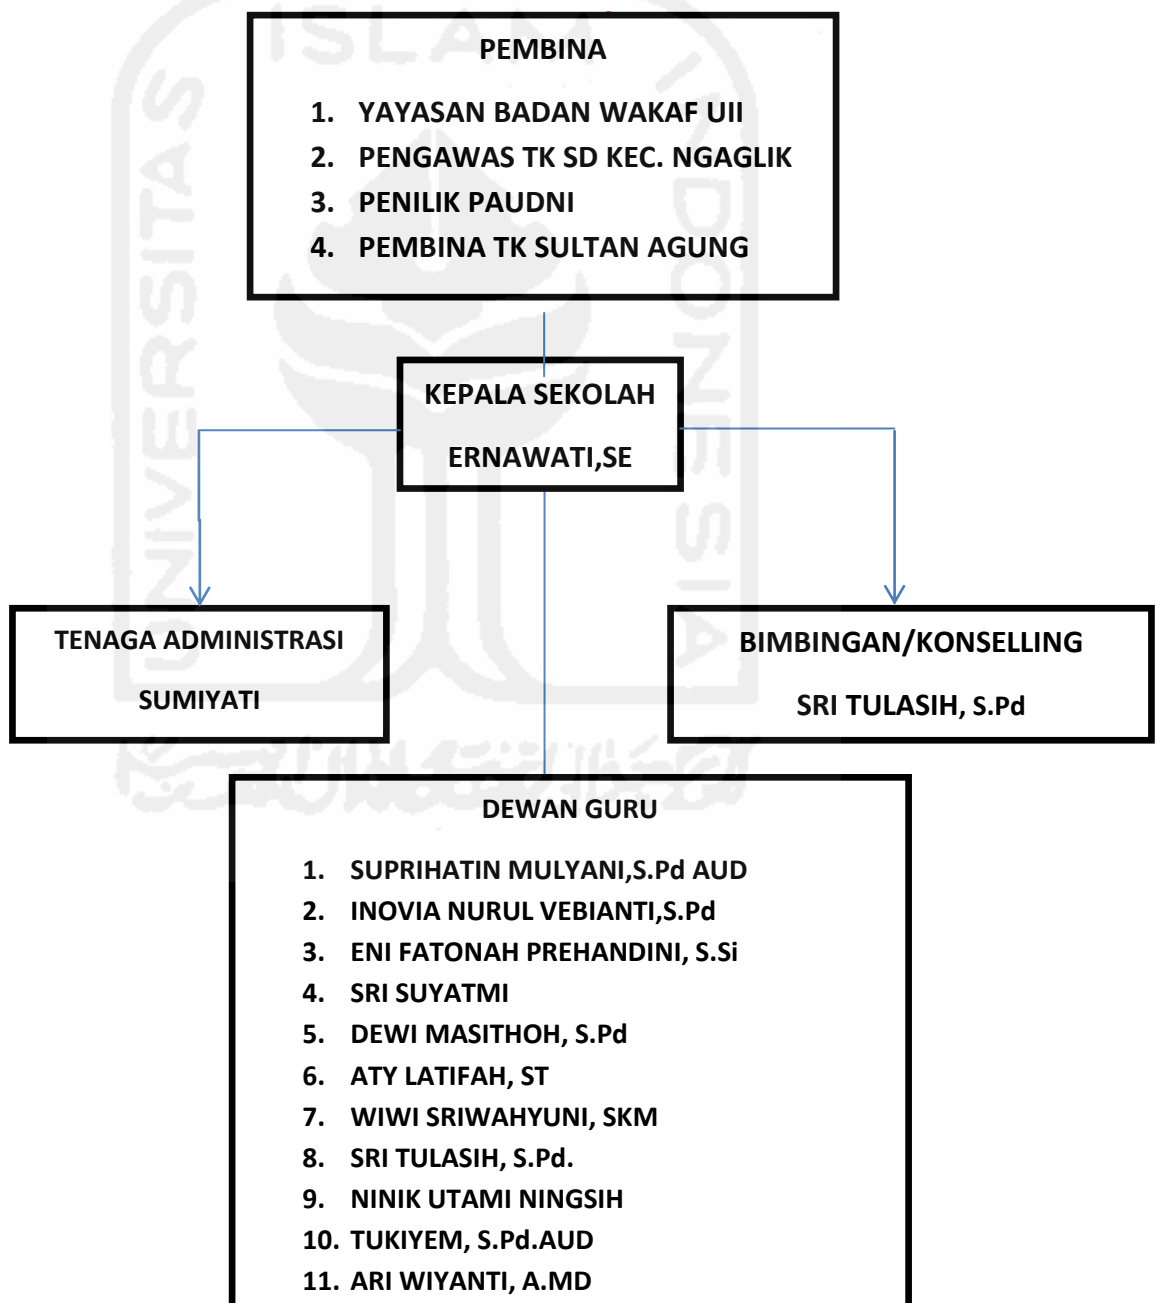 ISLAM
UNIVERSITAS
INDONESIA
PEMBINA
1. YAYASAN BADAN WAKAF UII
2. PENGAWAS TK SD KEC. NGAGLIK
3. PENILIK PAUDNI
4. PEMBINA TK SULTAN AGUNG
KEPALA SEKOLAH
ERNAWATI,SE
TENAGA ADMINISTRASI
SUMIYATI
BIMBINGAN/KONSELLING
SRI TULASIH, S.Pd
DEWAN GURU
1. SUPRIHATIN MULYANI,S.Pd AUD
2. INOVIA NURUL VEBIANTI,S.Pd
3. ENI FATONAH PREHANDINI, S.Si
4. SRI SUYATMI
5. DEWI MASITHOH, S.Pd
6. ATY LATIFAH, ST
7. WIWI SRIWAHYUNI, SKM
8. SRI TULASIH, S.Pd.
9. NINIK UTAMI NINGSIH
10. TUKIYEM, S.Pd.AUD
11. ARI WIYANTI, A.MD